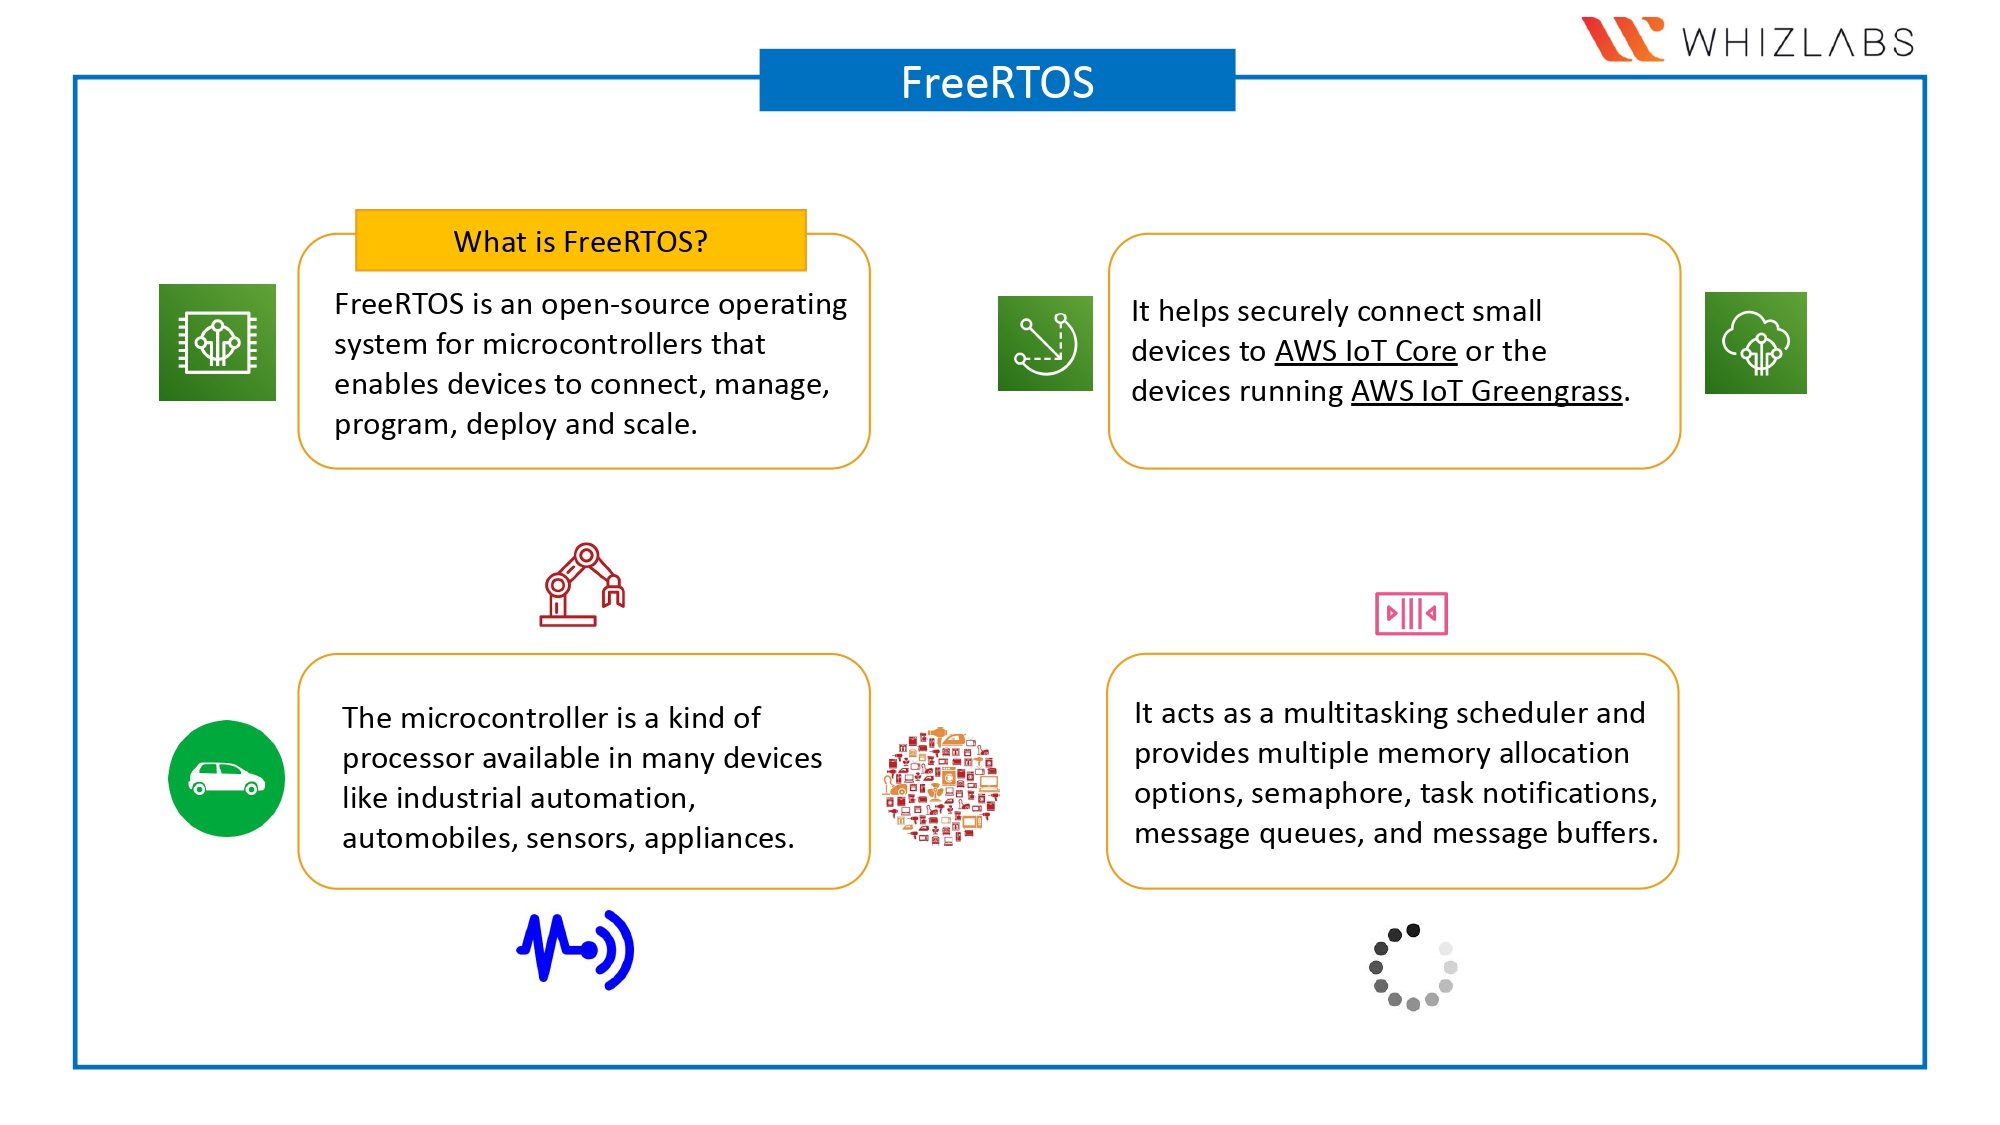 WHIZLABS
FreeRTOS
What is FreeRTOS?
FreeRTOS is an open-source operating
system for microcontrollers that
enables devices to connect, manage,
program, deploy and scale.
It helps securely connect small
devices to AWS IoT Core or the
devices running AWS IoT Greengrass.
The microcontroller is a kind of
processor available in many devices
like industrial automation,
automobiles, sensors, appliances.
It acts as a multitasking scheduler and
provides multiple memory allocation
options, semaphore, task notifications,
message queues, and message buffers.